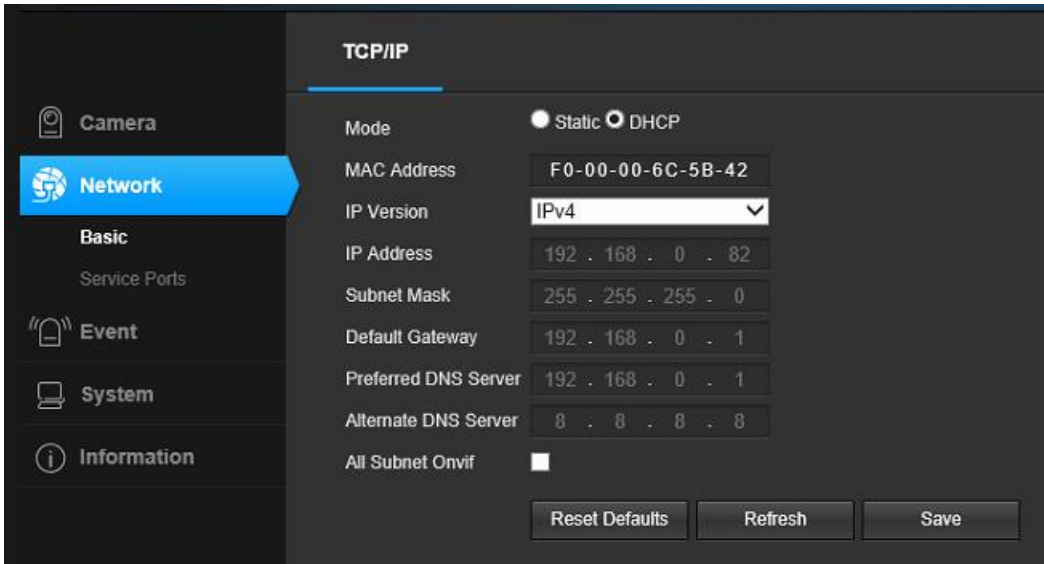 TCP/IP
Camera
Network
Basic
Service Ports
Event
System
Information
Mode Static DHCP
MAC Address F0-00-00-6C-5B-42
IP Version IPv4
IP Address 192 . 168 . 0 . 82
Subnet Mask 255 . 255 . 255 . 0
Default Gateway 192 . 168 . 0 . 1
Preferred DNS Server 192 . 168 . 0 . 1
Alternate DNS Server 8 . 8 . 8 . 8
All Subnet Onvif
Reset Defaults Refresh Save